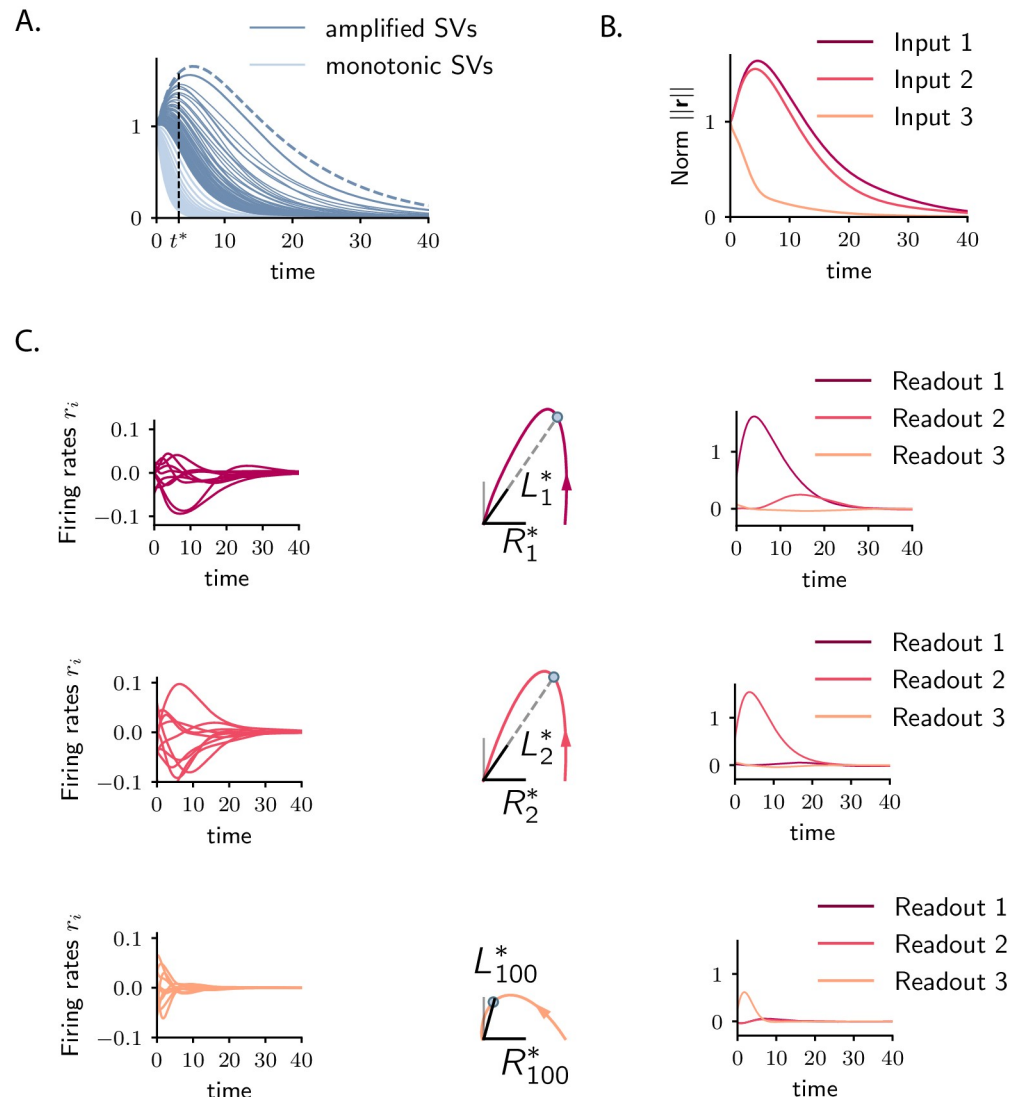 A.
amplified SVs
monotonic SVs
1
0
0 t* 10 20 30 40
time
B.
Input 1
Input 2
Input 3
Norm ||r||
1
0
0 10 20 30 40
time
C.
Firing rates r_i
0.1
0.0
−0.1
0 10 20 30 40
time
L*_1
R*_1
Readout 1
Readout 2
Readout 3
1
0
0 10 20 30 40
time
Firing rates r_i
0.1
0.0
−0.1
0 10 20 30 40
time
L*_2
R*_2
Readout 1
Readout 2
Readout 3
1
0
0 10 20 30 40
time
Firing rates r_i
0.1
0.0
−0.1
0 10 20 30 40
time
L*_100
R*_100
Readout 1
Readout 2
Readout 3
1
0
0 10 20 30 40
time